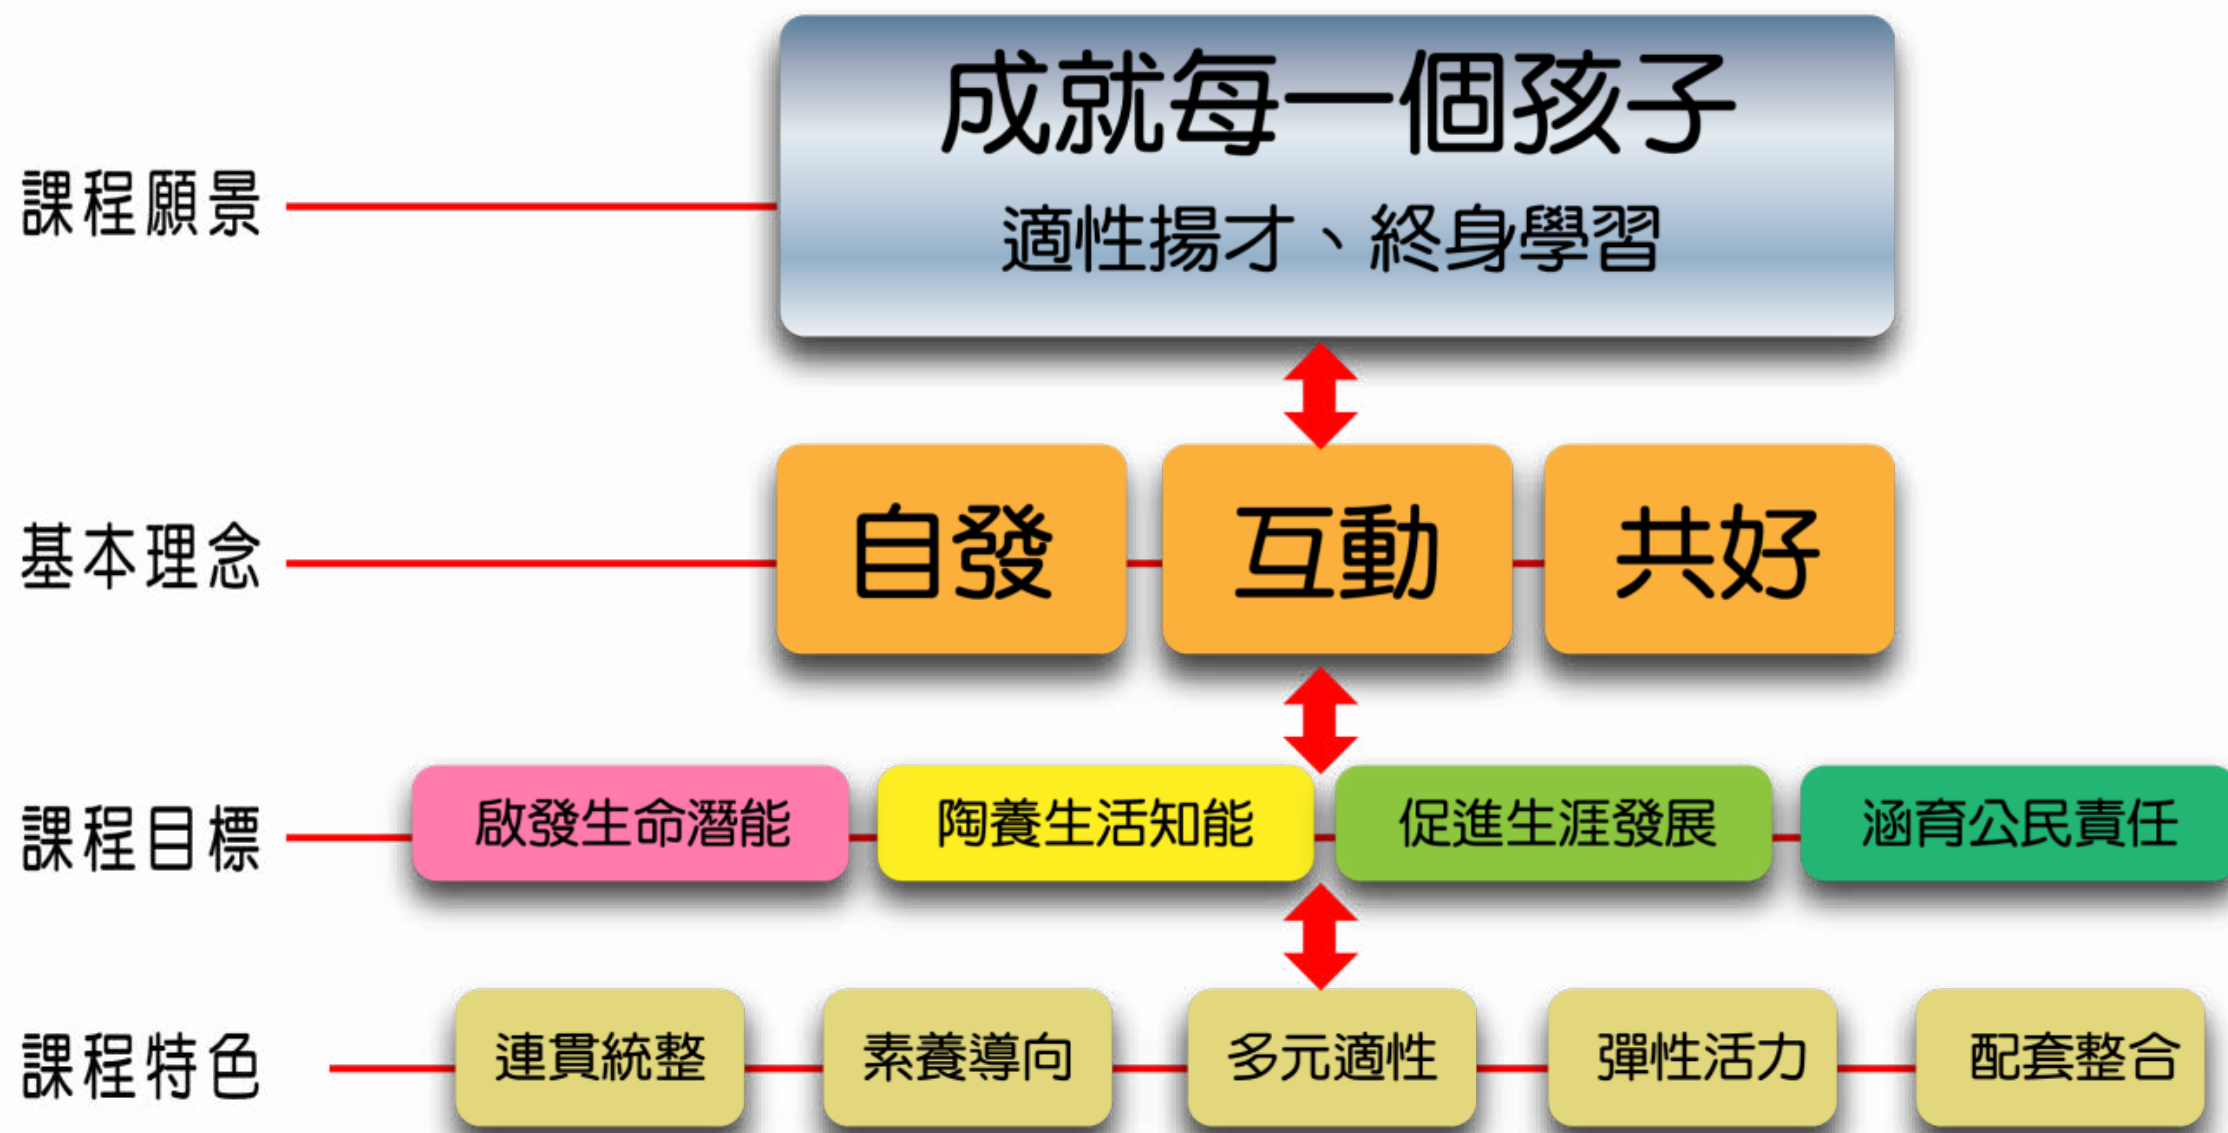 成就每一個孩子
課程願景 適性揚才、終身學習
基本理念 自發 互動 共好
課程目標 啟發生命潛能 陶養生活知能 促進生涯發展 涵育公民責任
課程特色 連貫統整 素養導向 多元適性 彈性活力 配套整合